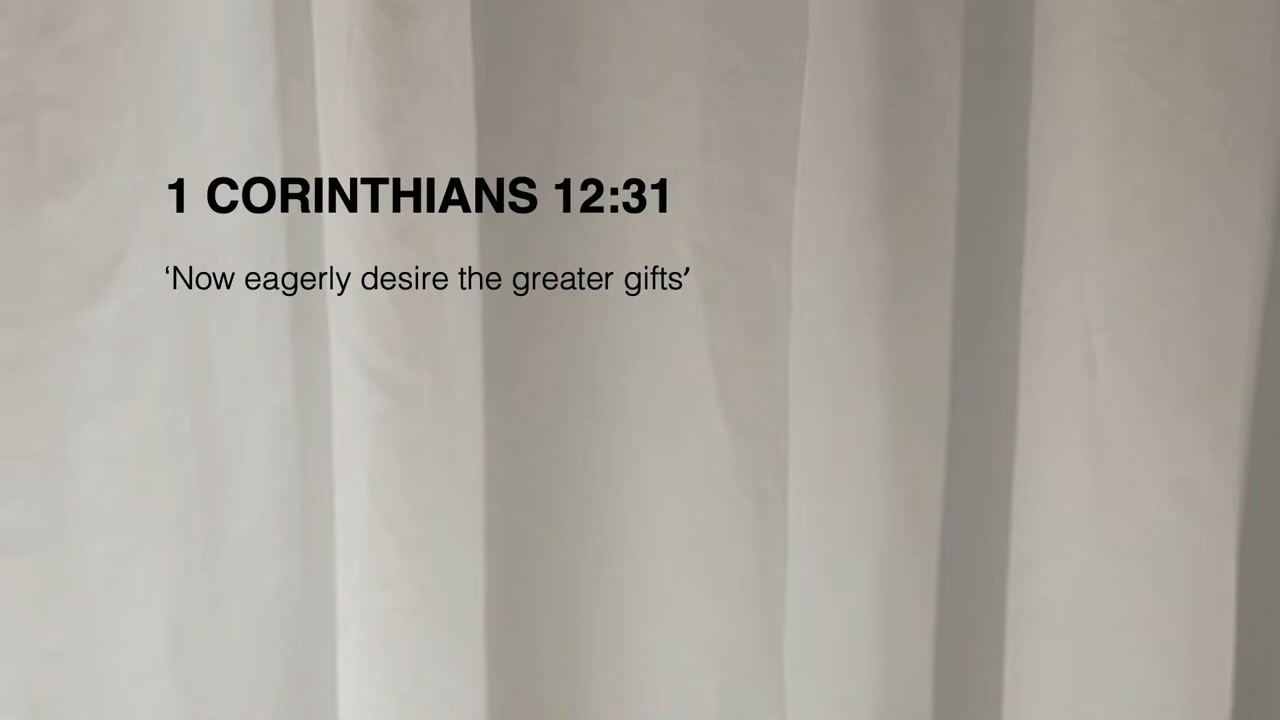 1 CORINTHIANS 12:31
‘Now eagerly desire the greater gifts’